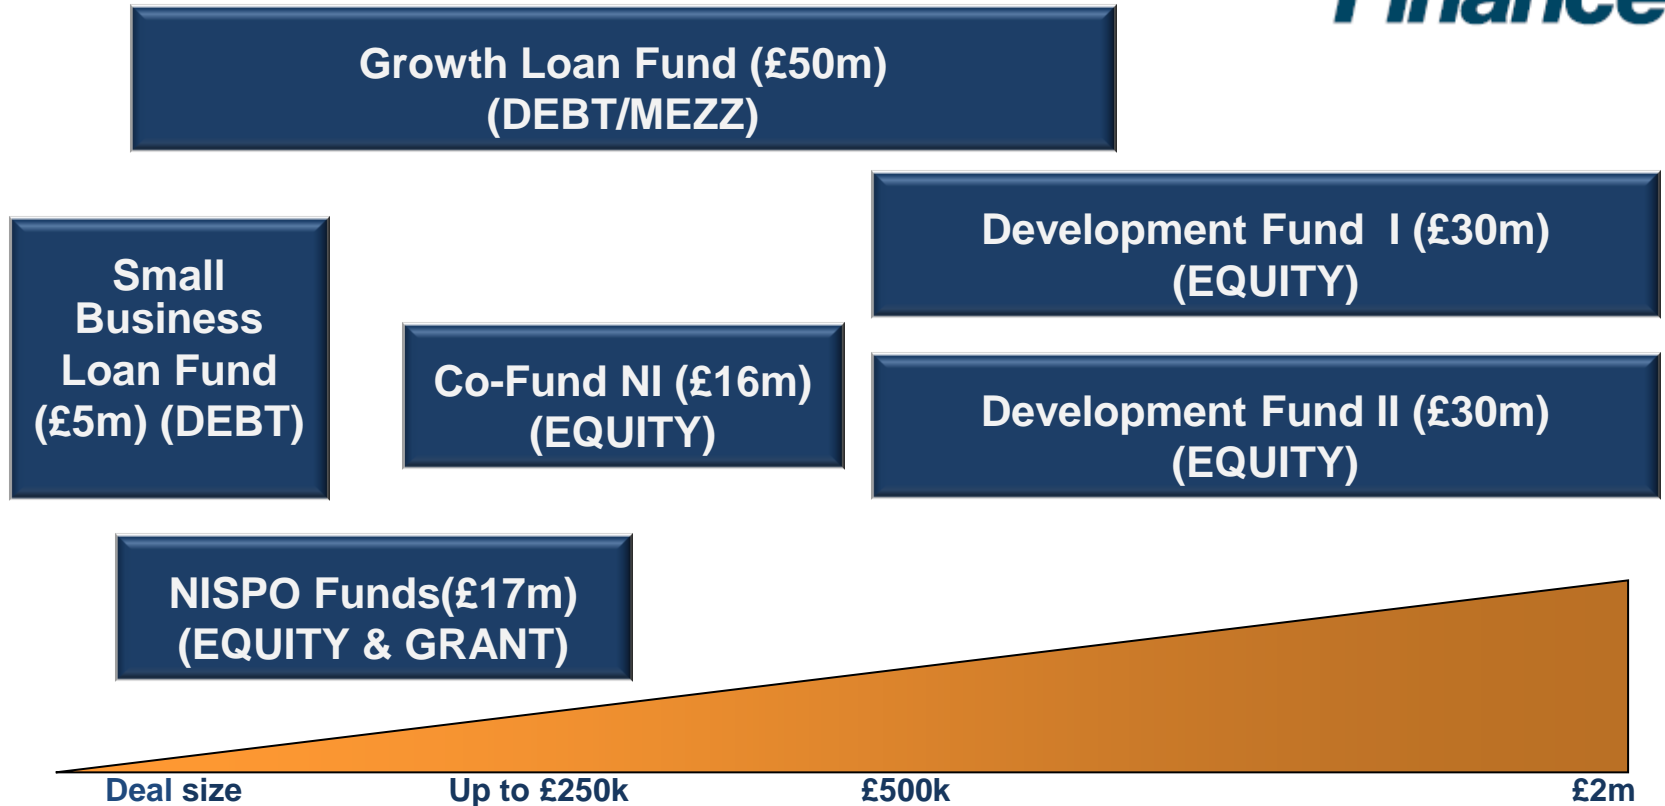 Finance
Growth Loan Fund (£50m)
(DEBT/MEZZ)
Development Fund I (£30m)
(EQUITY)
Small
Business
Loan Fund
(£5m) (DEBT)
Co-Fund NI (£16m)
(EQUITY)
Development Fund II (£30m)
(EQUITY)
NISPO Funds(£17m)
(EQUITY & GRANT)
Deal size Up to £250k £500k £2m